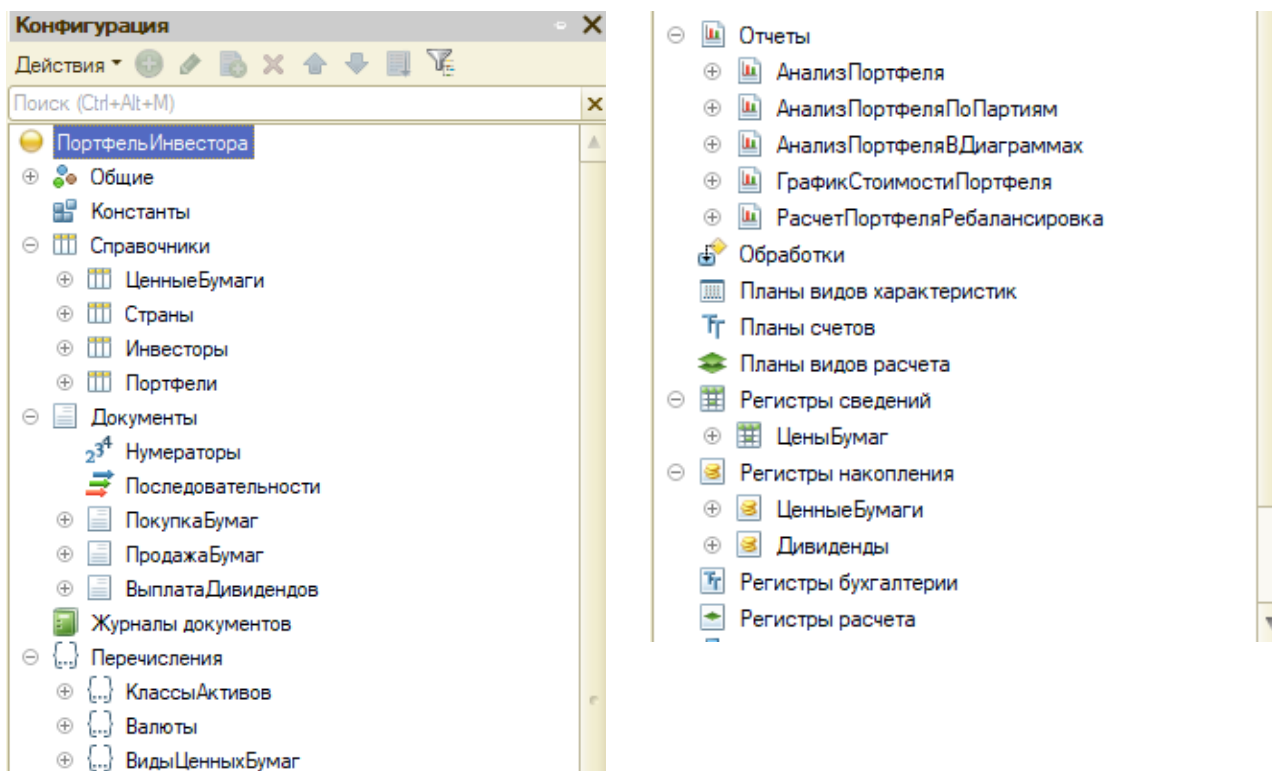 Конфигурация
Действия
Поиск (Ctrl+Alt+M)
ПортфельИнвестора
Общие
Константы
Справочники
ЦенныеБумаги
Страны
Инвесторы
Портфели
Документы
Нумераторы
Последовательности
ПокупкаБумаг
ПродажаБумаг
ВыплатаДивидендов
Журналы документов
Перечисления
КлассыАктивов
Валюты
ВидыЦенныхБумаг
Отчеты
АнализПортфеля
АнализПортфеляПоПартиям
АнализПортфеляВДиаграммах
ГрафикСтоимостиПортфеля
РасчетПортфеляРебалансировка
Обработки
Планы видов характеристик
Планы счетов
Планы видов расчета
Регистры сведений
ЦеныБумаг
Регистры накопления
ЦенныеБумаги
Дивиденды
Регистры бухгалтерии
Регистры расчета